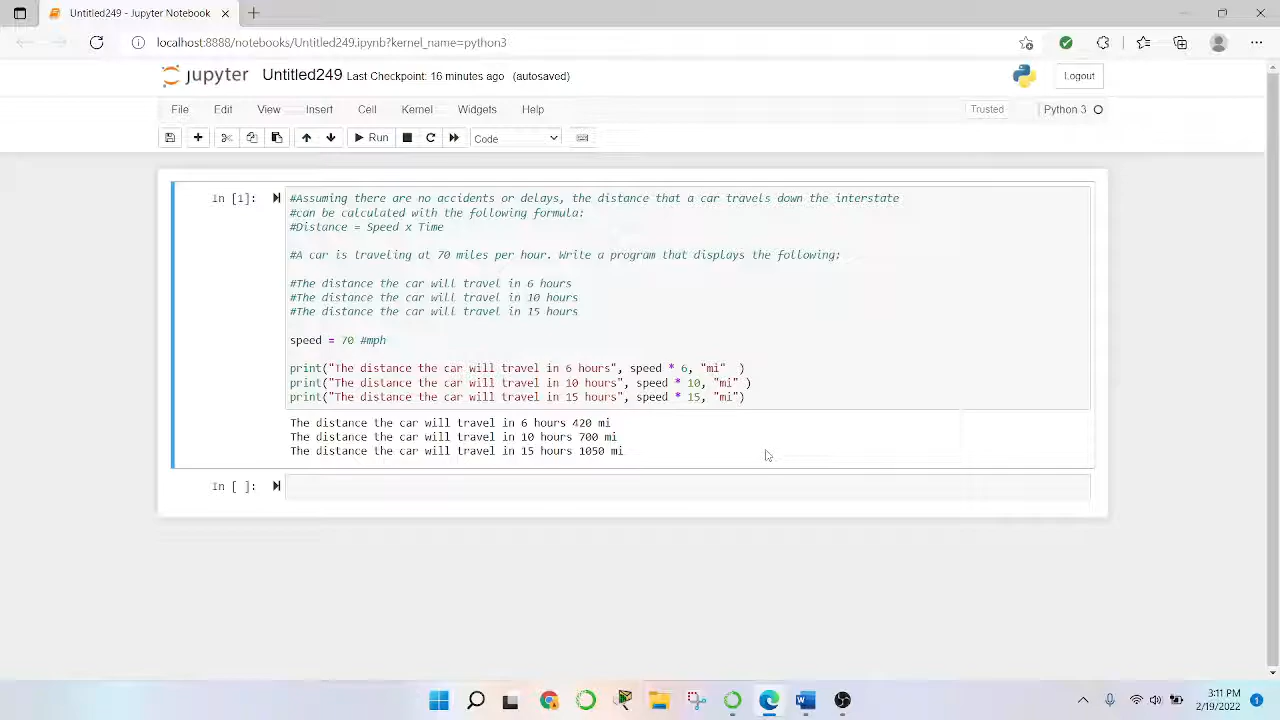 Untitled249 - Jupyter Notebook
localhost:8888/notebooks/Untitled249.ipynb?kernel_name=python3
jupyter Untitled249 Last Checkpoint: 16 minutes ago (autosaved)
Logout
File Edit View Insert Cell Kernel Widgets Help
Trusted
Python 3
Run
Code
In [1]:
#Assuming there are no accidents or delays, the distance that a car travels down the interstate
#can be calculated with the following formula:
#Distance = Speed x Time
#A car is traveling at 70 miles per hour. Write a program that displays the following:
#The distance the car will travel in 6 hours
#The distance the car will travel in 10 hours
#The distance the car will travel in 15 hours
speed = 70 #mph
print("The distance the car will travel in 6 hours", speed * 6, "mi"  )
print("The distance the car will travel in 10 hours", speed * 10, "mi" )
print("The distance the car will travel in 15 hours", speed * 15, "mi")
The distance the car will travel in 6 hours 420 mi
The distance the car will travel in 10 hours 700 mi
The distance the car will travel in 15 hours 1050 mi
In [ ]:
3:11 PM
2/19/2022
1